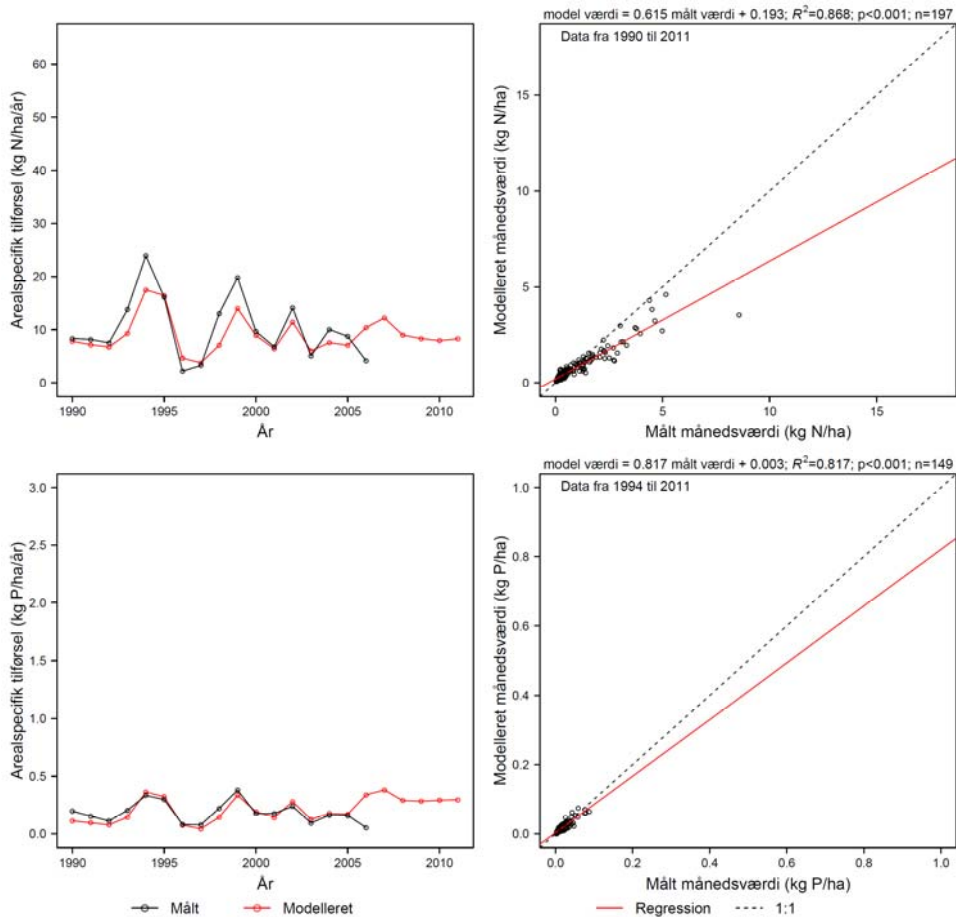 Arealspecifik tilførsel (kg N/ha/år)
60
50
40
30
20
10
0
1990 1995 2000 2005 2010
År
model værdi = 0.615 målt værdi + 0.193; R²=0.868; p<0.001; n=197
Data fra 1990 til 2011
Modelleret månedsværdi (kg N/ha)
15
10
5
0
0 5 10 15
Målt månedsværdi (kg N/ha)
Arealspecifik tilførsel (kg P/ha/år)
3.0
2.5
2.0
1.5
1.0
0.5
0.0
1990 1995 2000 2005 2010
År
model værdi = 0.817 målt værdi + 0.003; R²=0.817; p<0.001; n=149
Data fra 1994 til 2011
Modelleret månedsværdi (kg P/ha)
1.0
0.8
0.6
0.4
0.2
0.0
0.0 0.2 0.4 0.6 0.8 1.0
Målt månedsværdi (kg P/ha)
Målt Modelleret Regression 1:1